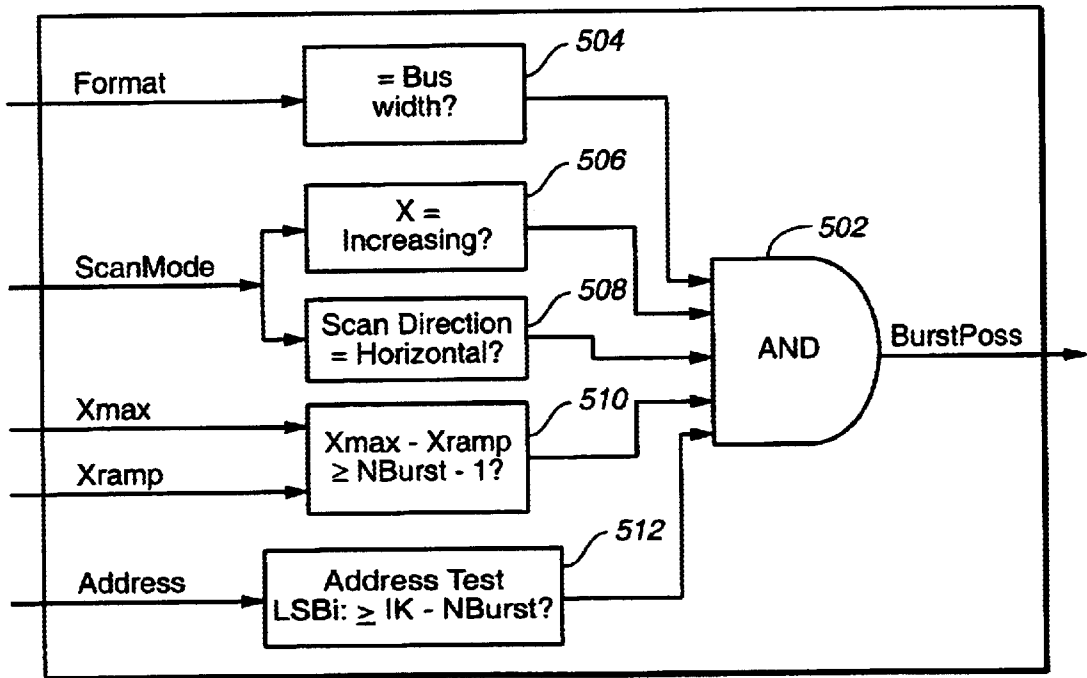 Format
= Bus
width?
504
ScanMode
X =
Increasing?
506
Scan Direction
= Horizontal?
508
Xmax
Xramp
Xmax - Xramp
≥ NBurst - 1?
510
Address
Address Test
LSBi: ≥ IK - NBurst?
512
502
AND
BurstPoss